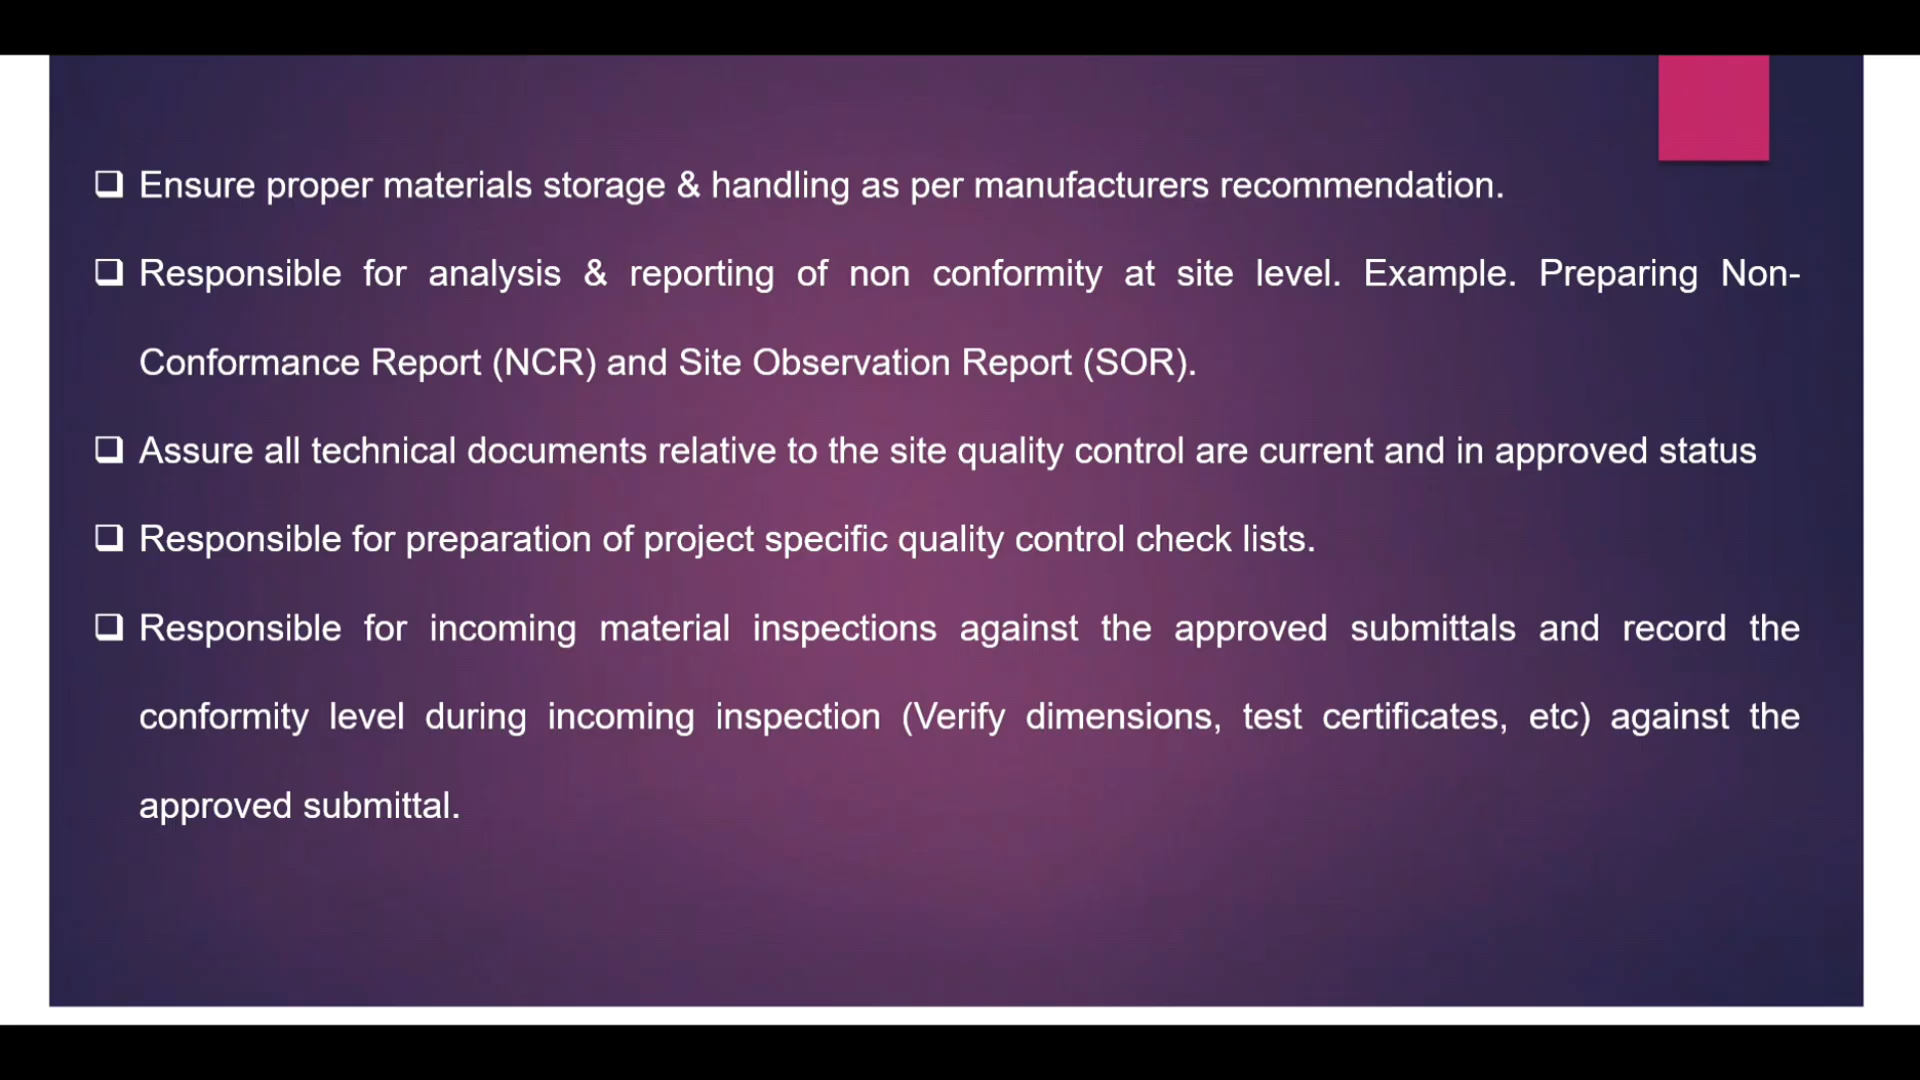 Ensure proper materials storage & handling as per manufacturers recommendation.
Responsible for analysis & reporting of non conformity at site level. Example. Preparing Non-
Conformance Report (NCR) and Site Observation Report (SOR).
Assure all technical documents relative to the site quality control are current and in approved status
Responsible for preparation of project specific quality control check lists.
Responsible for incoming material inspections against the approved submittals and record the
conformity level during incoming inspection (Verify dimensions, test certificates, etc) against the
approved submittal.